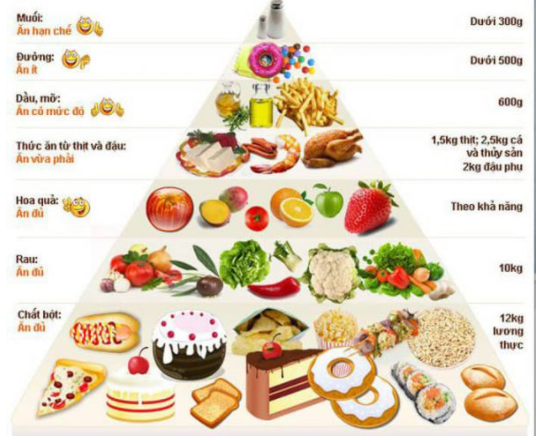 Muối:
Ăn hạn chế
Dưới 300g
Đường:
Ăn ít
Dưới 500g
Dầu, mỡ:
Ăn có mức độ
600g
Thức ăn từ thịt và đậu:
Ăn vừa phải
1,5kg thịt; 2,5kg cá
và thủy sản
2kg đậu phụ
Hoa quả:
Ăn đủ
Theo khả năng
Rau:
Ăn đủ
10kg
Chất bột:
Ăn đủ
12kg
lương
thực